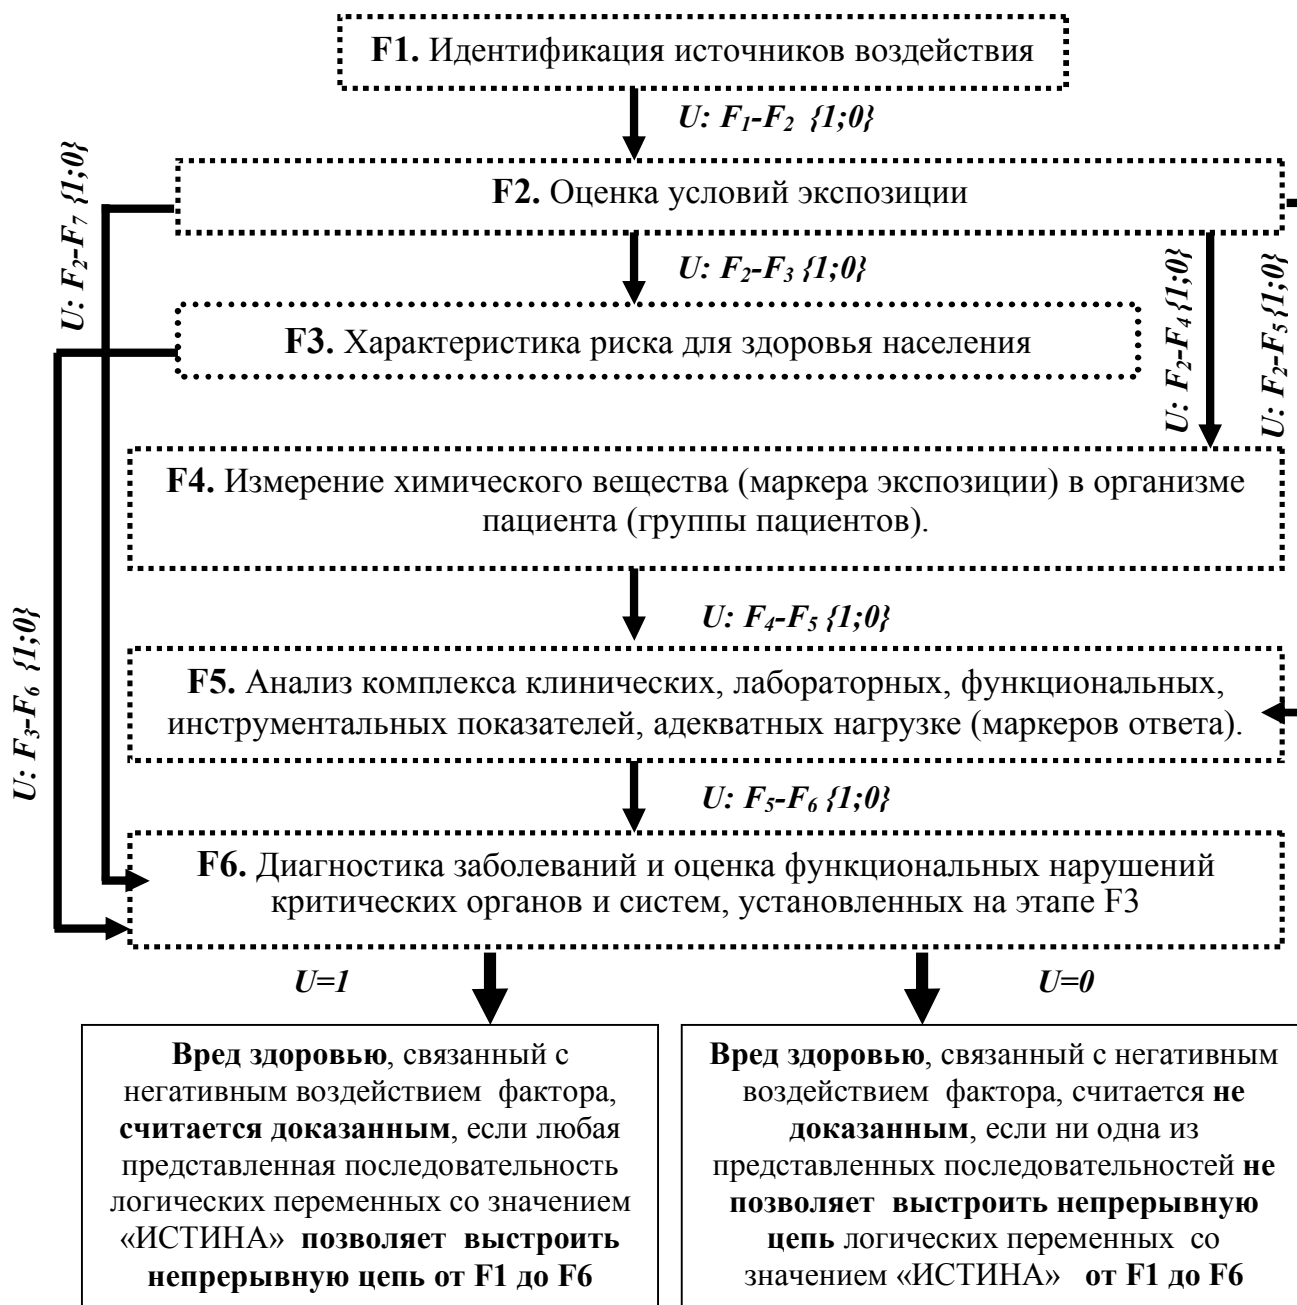 F1. Идентификация источников воздействия
U: F1-F2 {1;0}
F2. Оценка условий экспозиции
U: F2-F7 {1;0}
U: F2-F3 {1;0}
U: F2-F4 {1;0}
U: F2-F5 {1;0}
F3. Характеристика риска для здоровья населения
F4. Измерение химического вещества (маркера экспозиции) в организме
пациента (группы пациентов).
U: F4-F5 {1;0}
U: F3-F6 {1;0}
F5. Анализ комплекса клинических, лабораторных, функциональных,
инструментальных показателей, адекватных нагрузке (маркеров ответа).
U: F5-F6 {1;0}
F6. Диагностика заболеваний и оценка функциональных нарушений
критических органов и систем, установленных на этапе F3
U=1
U=0
Вред здоровью, связанный с
негативным воздействием фактора,
считается доказанным, если любая
представленная последовательность
логических переменных со значением
«ИСТИНА» позволяет выстроить
непрерывную цепь от F1 до F6
Вред здоровью, связанный с негативным
воздействием фактора, считается не
доказанным, если ни одна из
представленных последовательностей не
позволяет выстроить непрерывную
цепь логических переменных со
значением «ИСТИНА» от F1 до F6